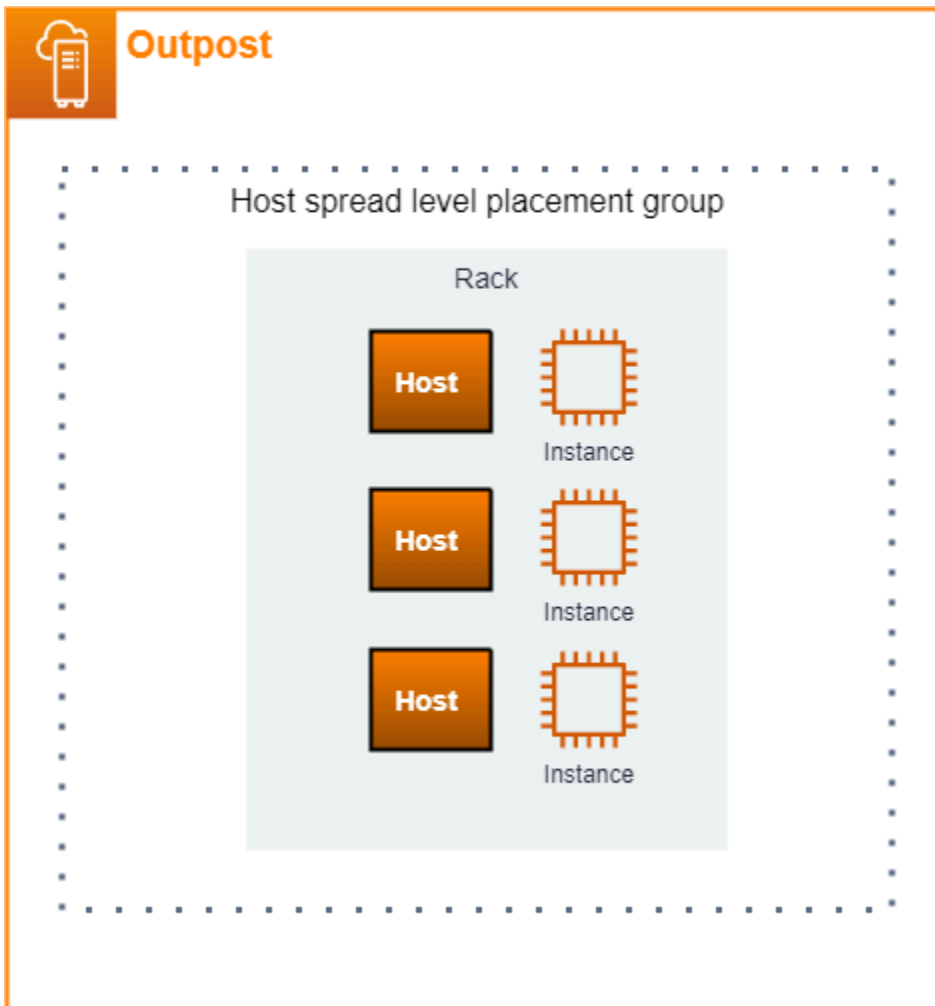 Outpost
Host spread level placement group
Rack
Host
Instance
Host
Instance
Host
Instance